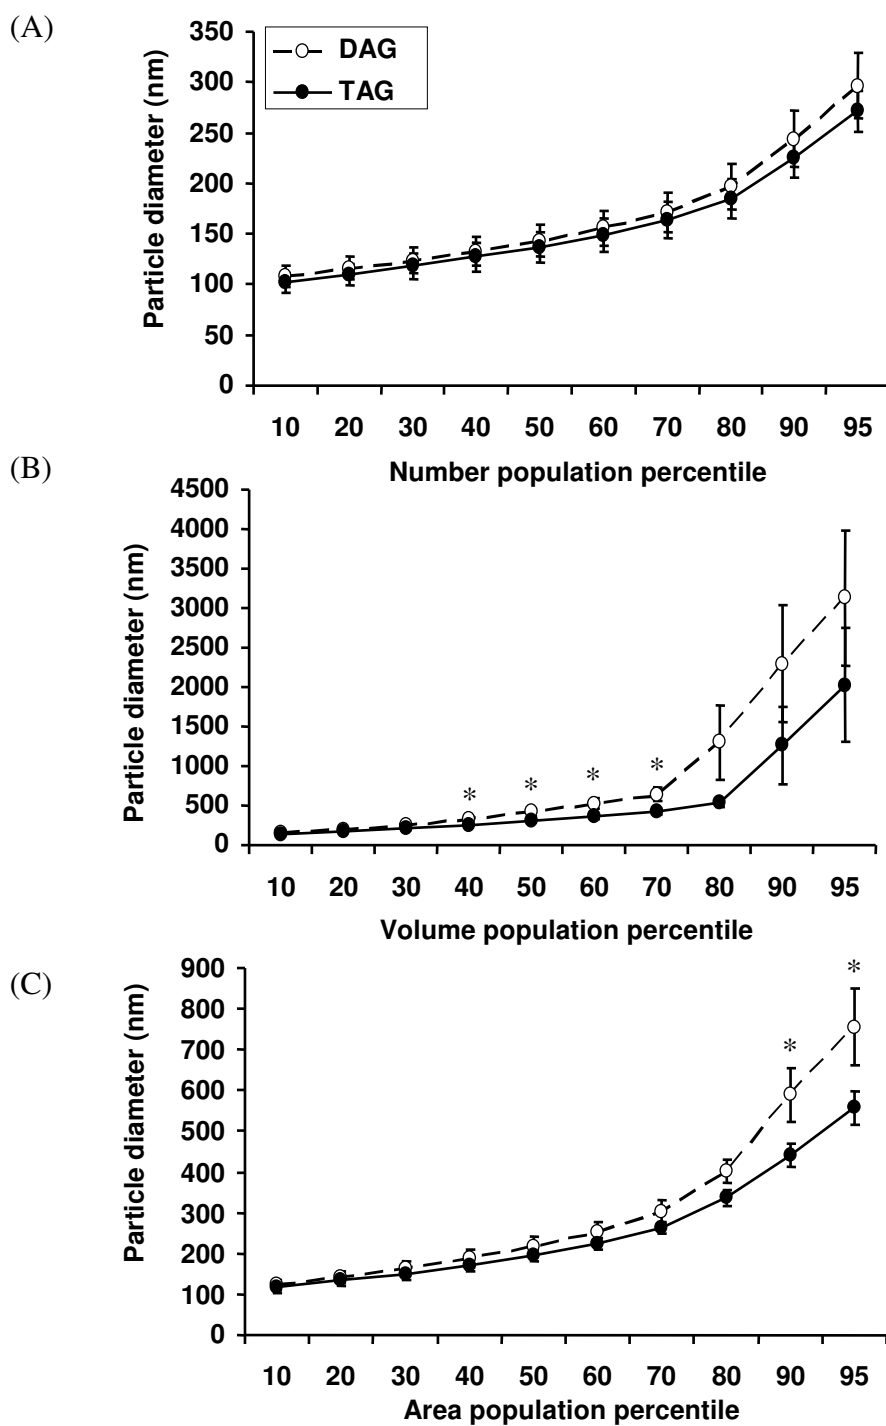 (A)
Particle diameter (nm)
350
300
250
200
150
100
50
0
DAG
TAG
10 20 30 40 50 60 70 80 90 95
Number population percentile
(B)
Particle diameter (nm)
4500
4000
3500
3000
2500
2000
1500
1000
500
0
* * * *
10 20 30 40 50 60 70 80 90 95
Volume population percentile
(C)
Particle diameter (nm)
900
800
700
600
500
400
300
200
100
0
* *
10 20 30 40 50 60 70 80 90 95
Area population percentile